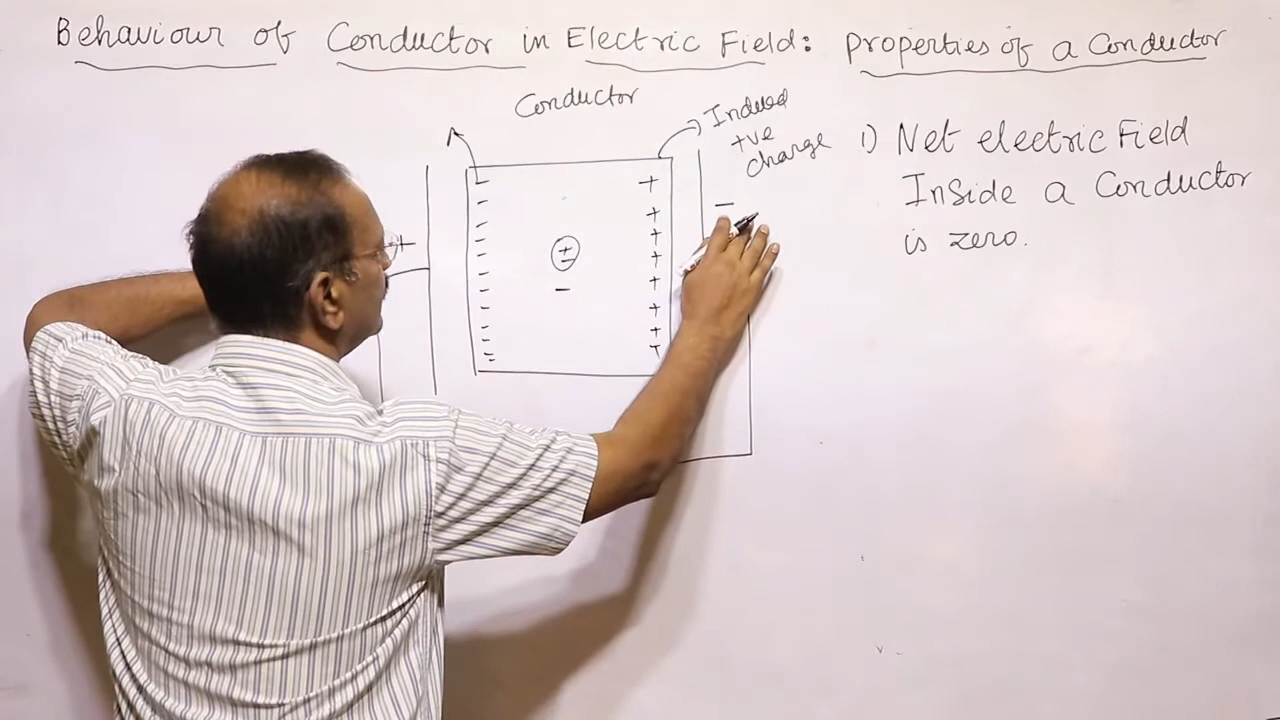 Behaviour of Conductor in Electric Field: Properties of a Conductor
Conductor
Induced
+ve
charge
1) Net electric Field
Inside a Conductor
is zero.